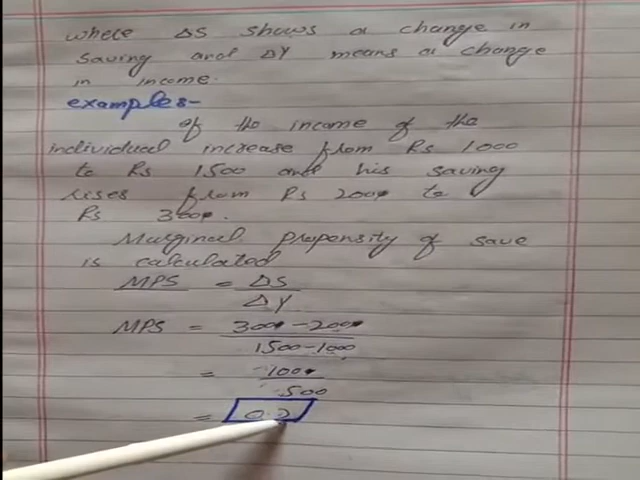 where ΔS shows a change in
saving and ΔY means a change
in income.
examples-
If the income of the
individual increase from Rs 1000
to Rs 1500 and his saving
rises from Rs 200 to
Rs 300.
Marginal propensity of save
is calculated
MPS = ΔS
ΔY
MPS = 300 - 200
1500 - 1000
= 100
500
= 0.2